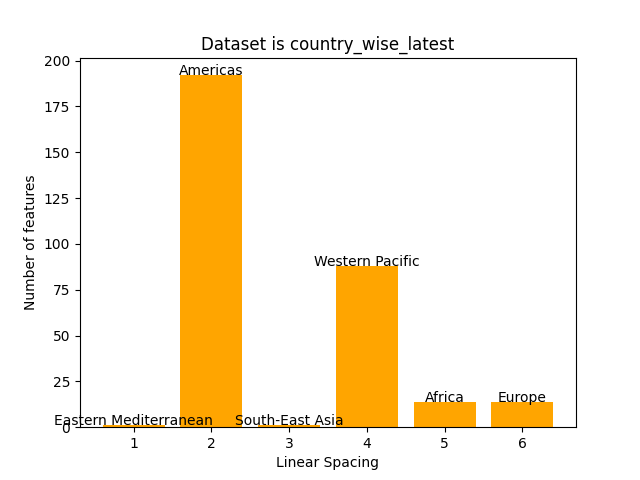 Dataset is country_wise_latest
200
175
150
125
100
75
50
25
0
Number of features
Americas
Western Pacific
Africa
Europe
Eastern Mediterranean
South-East Asia
1 2 3 4 5 6
Linear Spacing